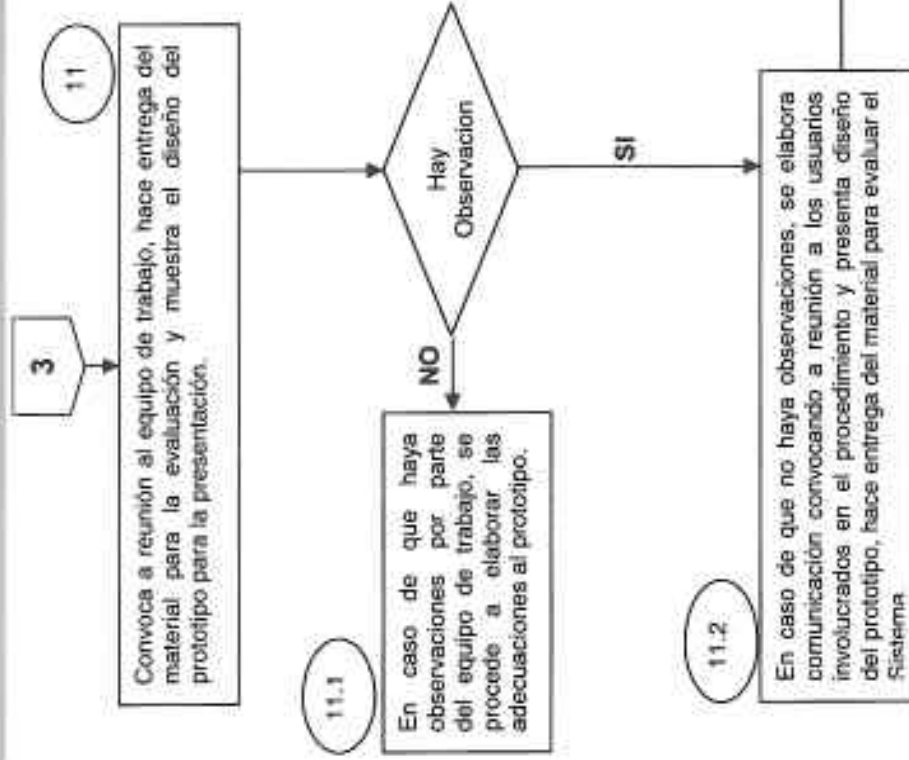 3
11
Convoca a reunión al equipo de trabajo, hace entrega del
material para la evaluación y muestra el diseño del
prototipo para la presentación.
Hay
Observacion
NO
SI
11.1
En caso de que haya
observaciones por parte
del equipo de trabajo, se
procede a elaborar las
adecuaciones al prototipo.
11.2
En caso de que no haya observaciones, se elabora
comunicación convocando a reunión a los usuarios
involucrados en el procedimiento y presenta diseño
del prototipo, hace entrega del material para evaluar el
Sistema